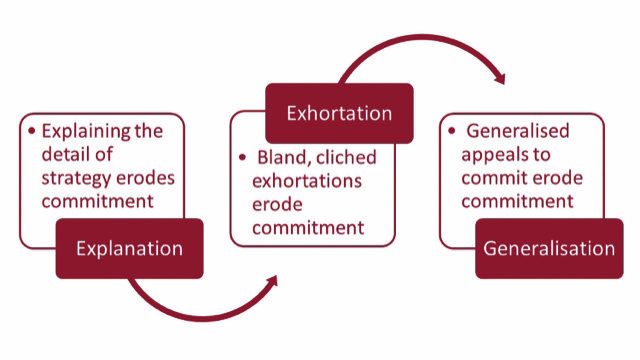 • Explaining the
detail of
strategy erodes
commitment
Explanation
Exhortation
• Bland, cliched
exhortations
erode
commitment
• Generalised
appeals to
commit erode
commitment
Generalisation